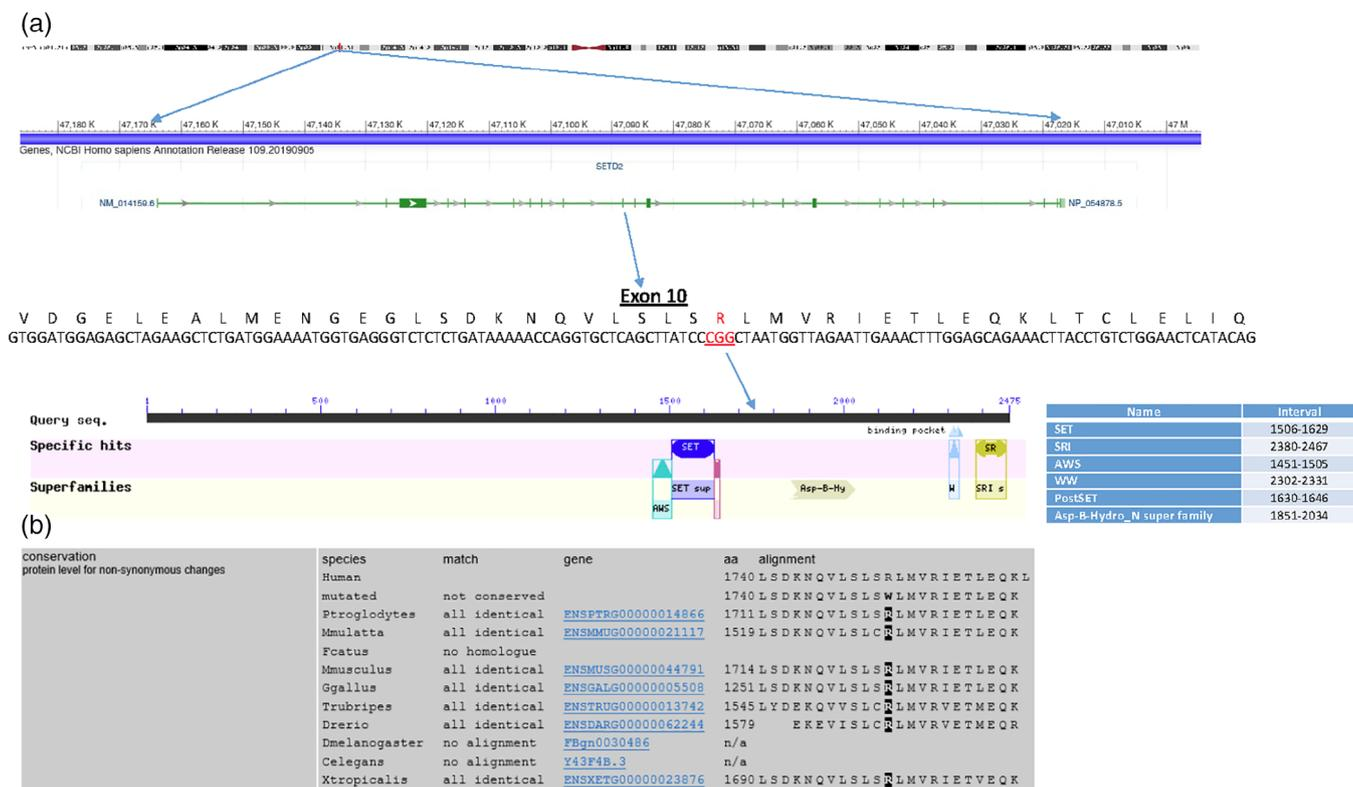 (a)
47,180 K 47,170 K 47,160 K 47,150 K 47,140 K 47,130 K 47,120 K 47,110 K 47,100 K 47,090 K 47,080 K 47,070 K 47,060 K 47,050 K 47,040 K 47,030 K 47,020 K 47,010 K 47 M
Genes, NCBI Homo sapiens Annotation Release 109.20190905
SETD2
NM_014159.6 NP_054878.5
Exon 10
V D G E L E A L M E N G E G L S D K N Q V L S L S R L M V R I E T L E Q K L T C L E L I Q
GTGGATGGAGAGCTAGAAGCTCTGATGGAAAATGGTGAGGGTCTCTCTGATAAAAACCAGGTGCTCAGCTTATCCCGGCTAATGGTTAGAATTGAAACTTTGGAGCAGAAACTTACCTGTCTGGAACTCATACAG
1 500 1000 1500 2000 2475
Query seq.
binding pocket
Specific hits SET SR
Superfamilies SET sup Asp-B-Hy W SRI s
AWS
Name Interval
SET 1506-1629
SRI 2380-2467
AWS 1451-1505
WW 2302-2331
PostSET 1630-1646
Asp-B-Hydro_N super family 1851-2034
(b)
conservation
protein level for non-synonymous changes
species match gene aa alignment
Human 1740 L S D K N Q V L S L S R L M V R I E T L E Q K L
mutated not conserved 1740 L S D K N Q V L S L S W L M V R I E T L E Q K
Ptroglodytes all identical ENSPTRG00000014866 1711 L S D K N Q V L S L S R L M V R I E T L E Q K
Mmulatta all identical ENSMMUG00000021117 1519 L S D K N Q V L S L C R L M V R I E T L E Q K
Fcatus no homologue
Mmusculus all identical ENSMUSG00000044791 1714 L S D K N Q V L S L S R L M V R I E T L E Q K
Ggallus all identical ENSGALG00000005508 1251 L S D K N Q V L S L S R L M V R I E T L E Q K
Trubripes all identical ENSTRUG00000013742 1545 L Y D E K Q V V S L C R L M V R V E T M E Q K
Drerio all identical ENSDARG00000062244 1579 E K E V I S L C R L M V R V E T M E Q R
Dmelanogaster no alignment FBgn0030486 n/a
Celegans no alignment Y43F4B.3 n/a
Xtropicalis all identical ENSXETG00000023876 1690 L S D K N Q V L S L S R L M V R I E T V E Q K